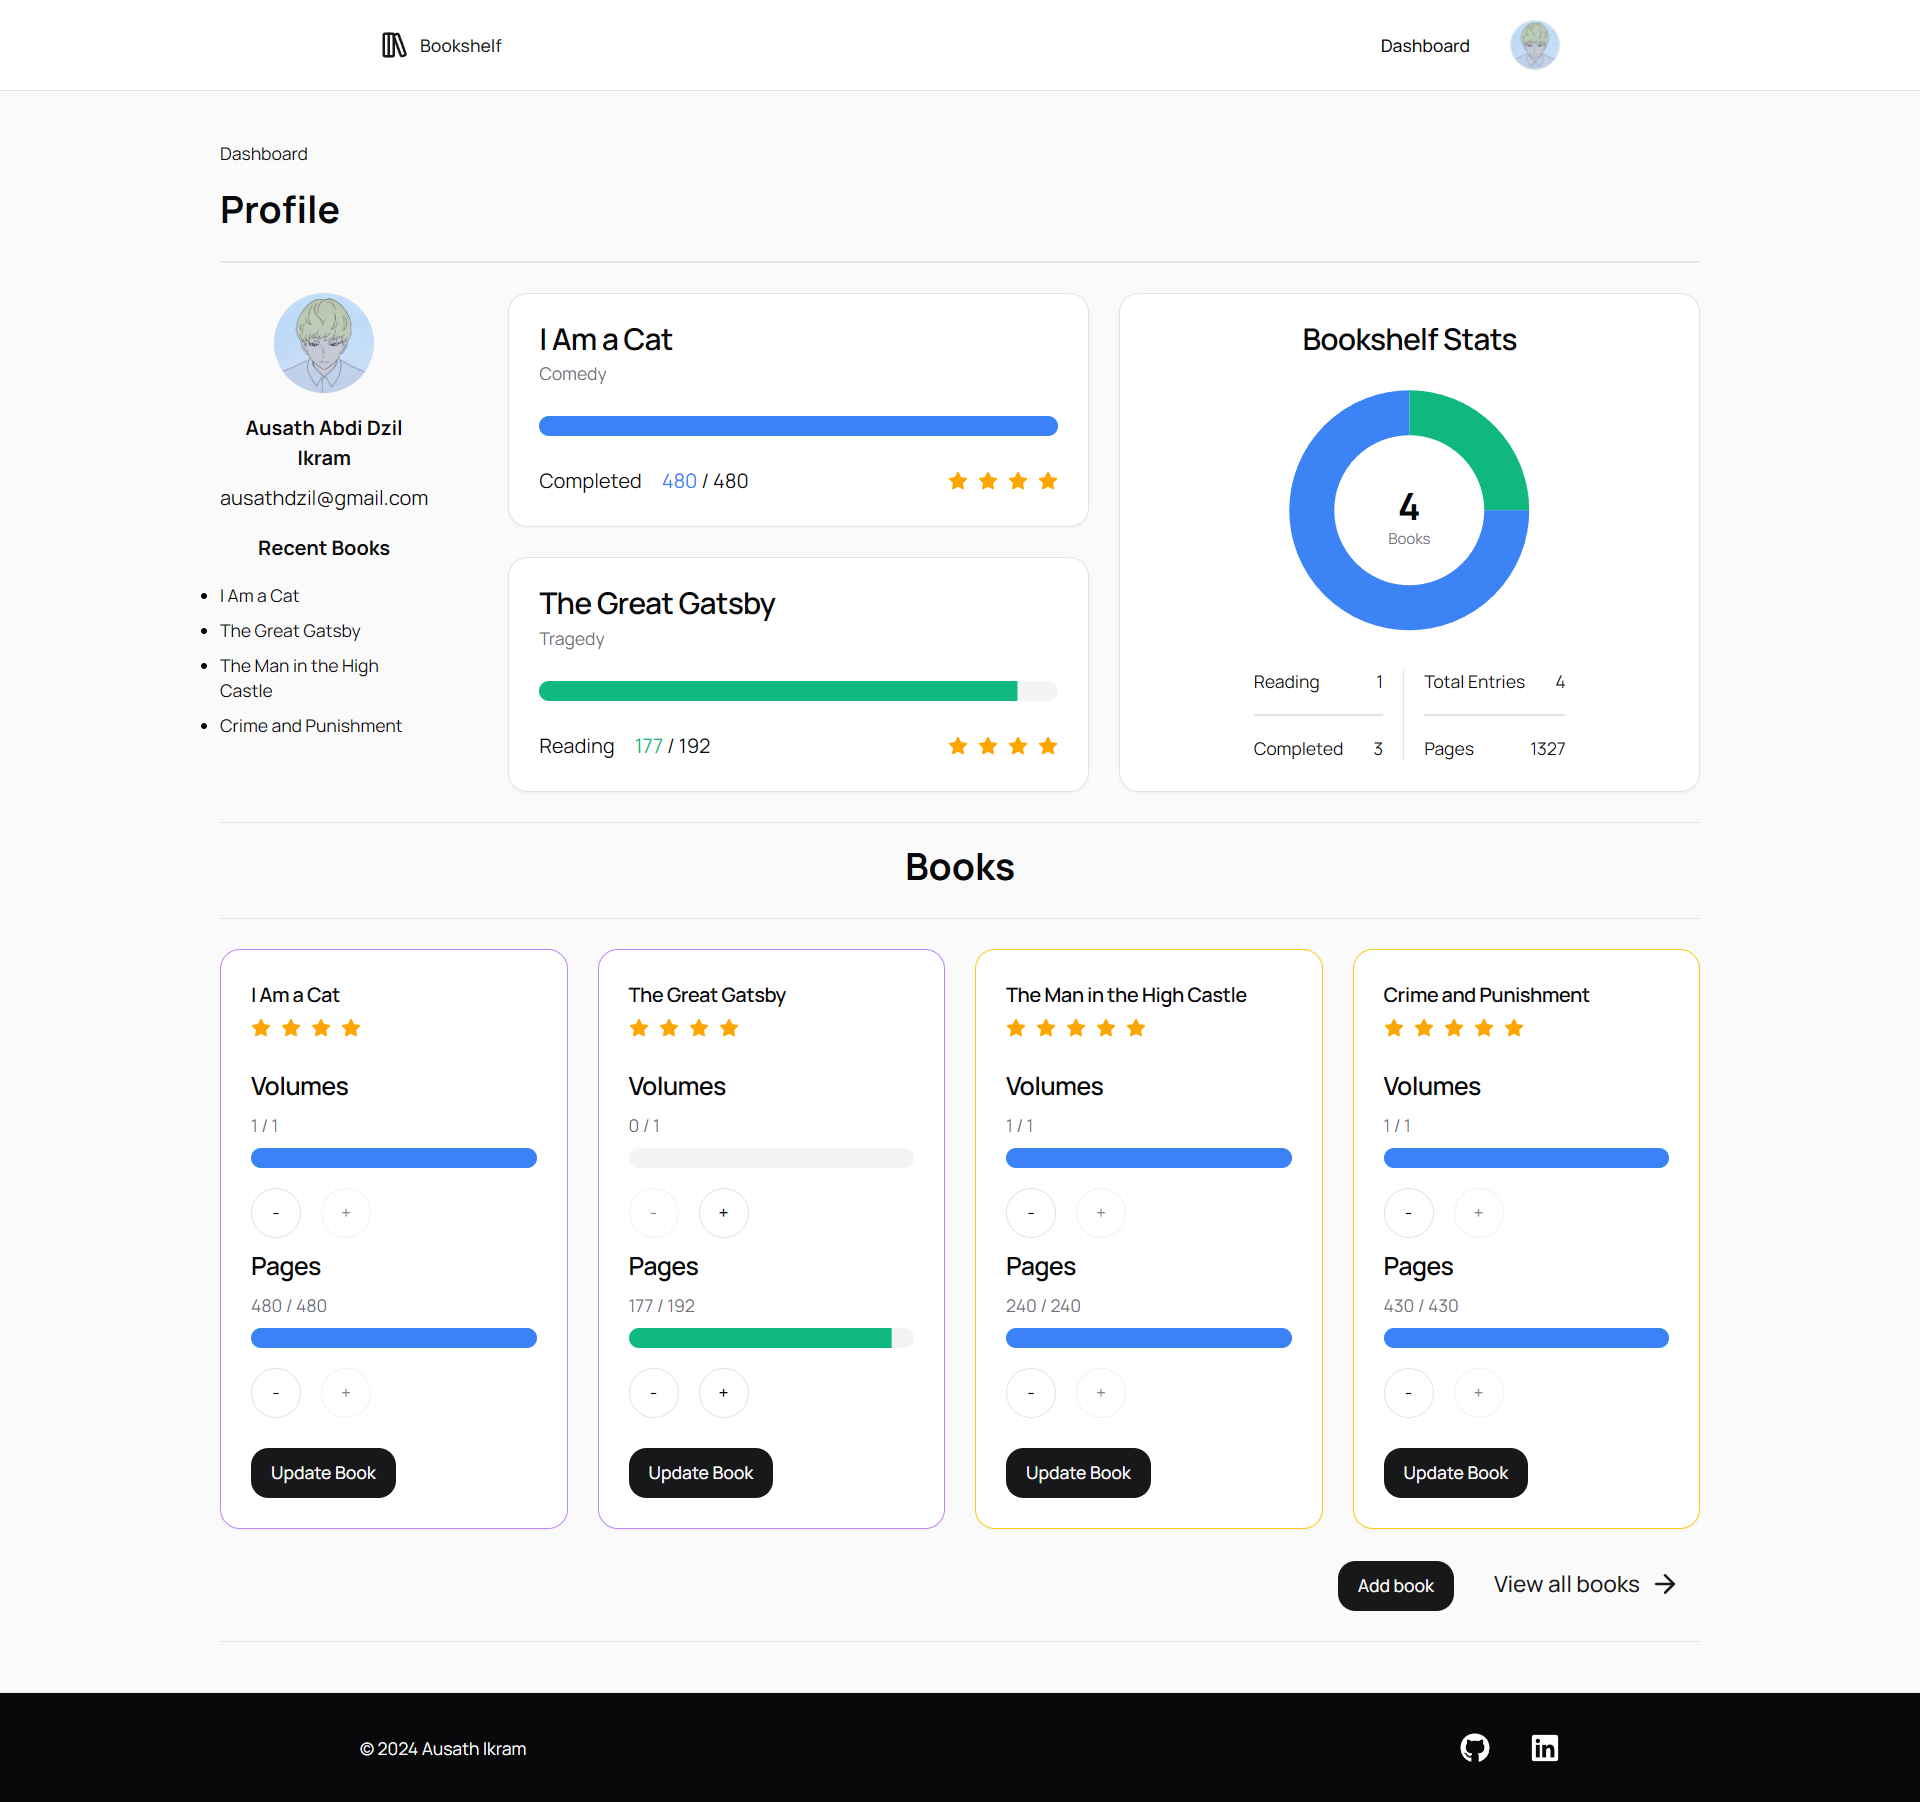 Bookshelf
Dashboard
Dashboard
Profile
Ausath Abdi Dzil
Ikram
ausathdzil@gmail.com
Recent Books
I Am a Cat
The Great Gatsby
The Man in the High
Castle
Crime and Punishment
I Am a Cat
Comedy
Completed 480 / 480
The Great Gatsby
Tragedy
Reading 177 / 192
Bookshelf Stats
4
Books
Reading 1
Total Entries 4
Completed 3
Pages 1327
Books
I Am a Cat
Volumes
1 / 1
- +
Pages
480 / 480
- +
Update Book
The Great Gatsby
Volumes
0 / 1
- +
Pages
177 / 192
- +
Update Book
The Man in the High Castle
Volumes
1 / 1
- +
Pages
240 / 240
- +
Update Book
Crime and Punishment
Volumes
1 / 1
- +
Pages
430 / 430
- +
Update Book
Add book
View all books
© 2024 Ausath Ikram
in